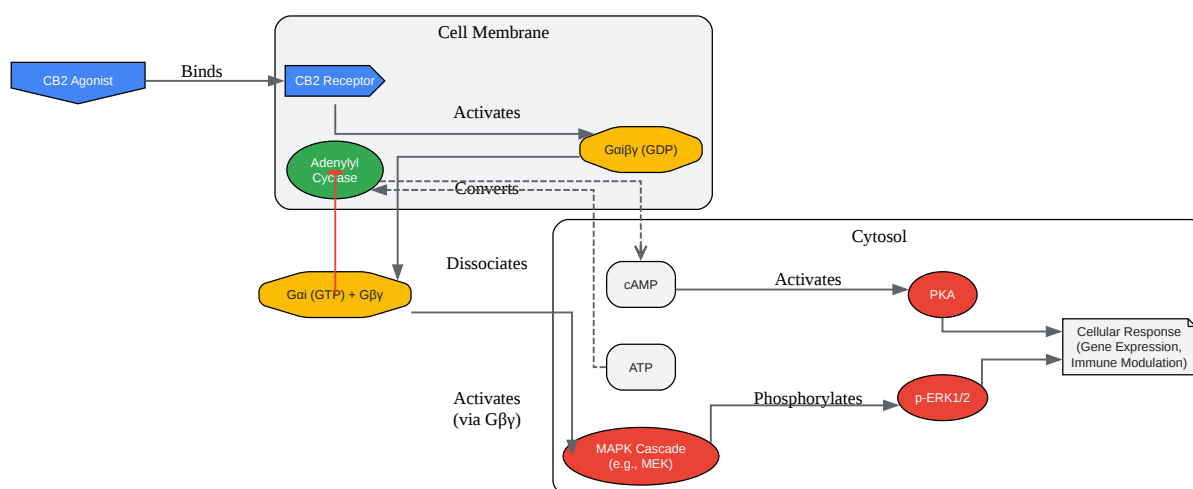 Cell Membrane
CB2 Agonist
Binds
CB2 Receptor
Activates
Gαiβγ (GDP)
Adenylyl
Cyclase
Converts
Cytosol
Dissociates
Gαi (GTP) + Gβγ
cAMP
Activates
PKA
Cellular Response
(Gene Expression,
Immune Modulation)
ATP
Activates
(via Gβγ)
Phosphorylates
p-ERK1/2
MAPK Cascade
(e.g., MEK)